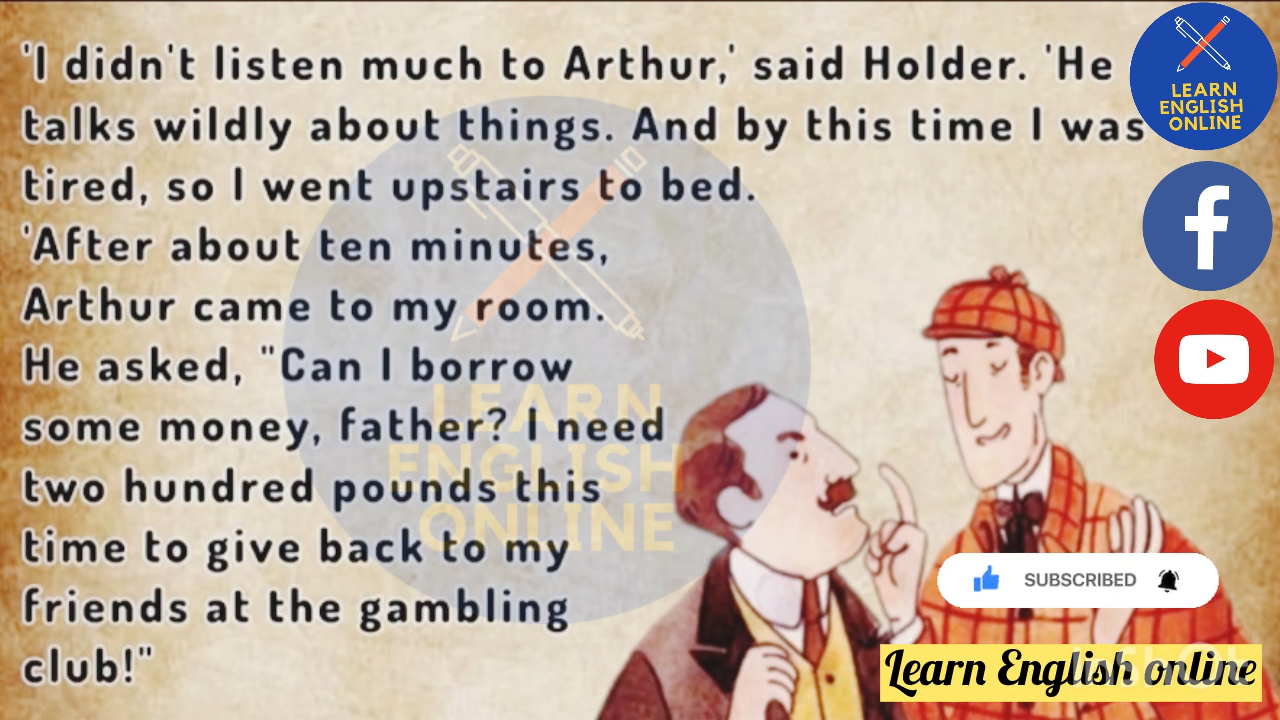 'I didn't listen much to Arthur,' said Holder. 'He
talks wildly about things. And by this time I was
tired, so I went upstairs to bed.
'After about ten minutes,
Arthur came to my room.
He asked, "Can I borrow
some money, father? I need
two hundred pounds this
time to give back to my
friends at the gambling
club!"
LEARN
ENGLISH
ONLINE
LEARN
ENGLISH
ONLINE
SUBSCRIBED
Learn English online